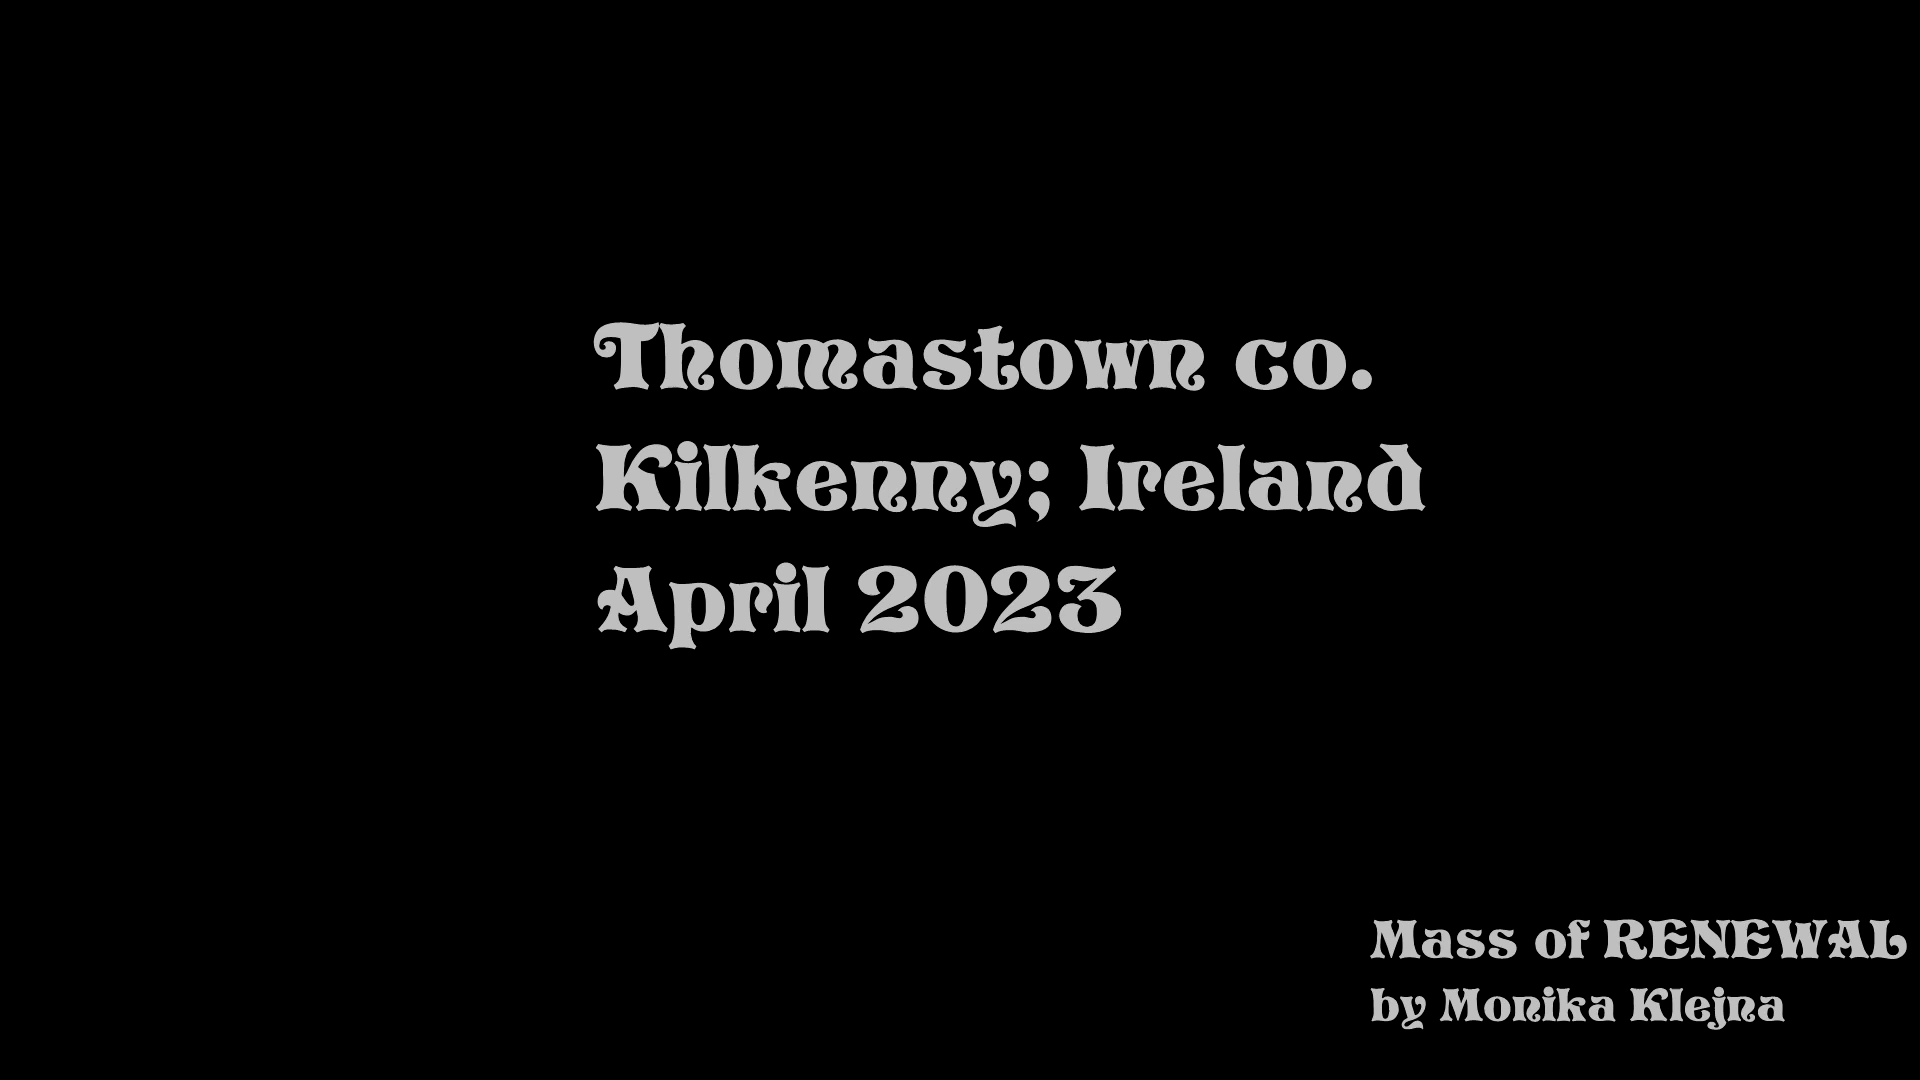 Thomastown co.
Kilkenny; Ireland
April 2023
Mass of RENEWAL
by Monika Klejna